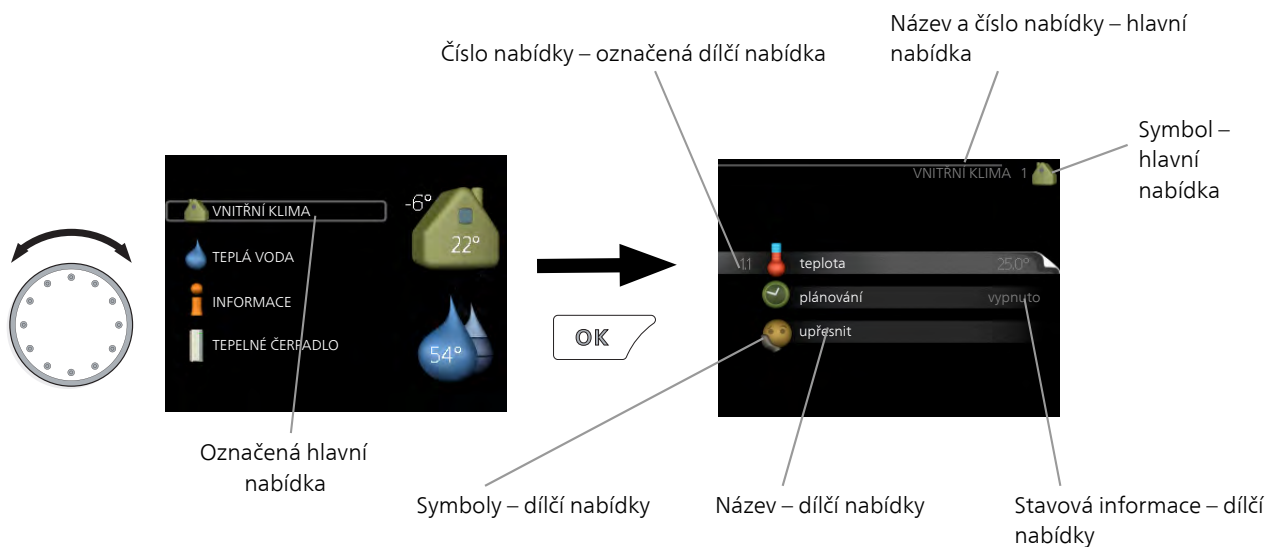 Název a číslo nabídky – hlavní
nabídka
Číslo nabídky – označená dílčí nabídka
Symbol –
hlavní
nabídka
VNITŘNÍ KLIMA
-6°
22°
TEPLÁ VODA
INFORMACE
TEPELNÉ ČERPADLO
54°
OK
VNITŘNÍ KLIMA 1
1.1 teplota 25.0°
plánování vypnuto
upřesnit
Označená hlavní
nabídka
Symboly – dílčí nabídky
Název – dílčí nabídky
Stavová informace – dílčí
nabídky